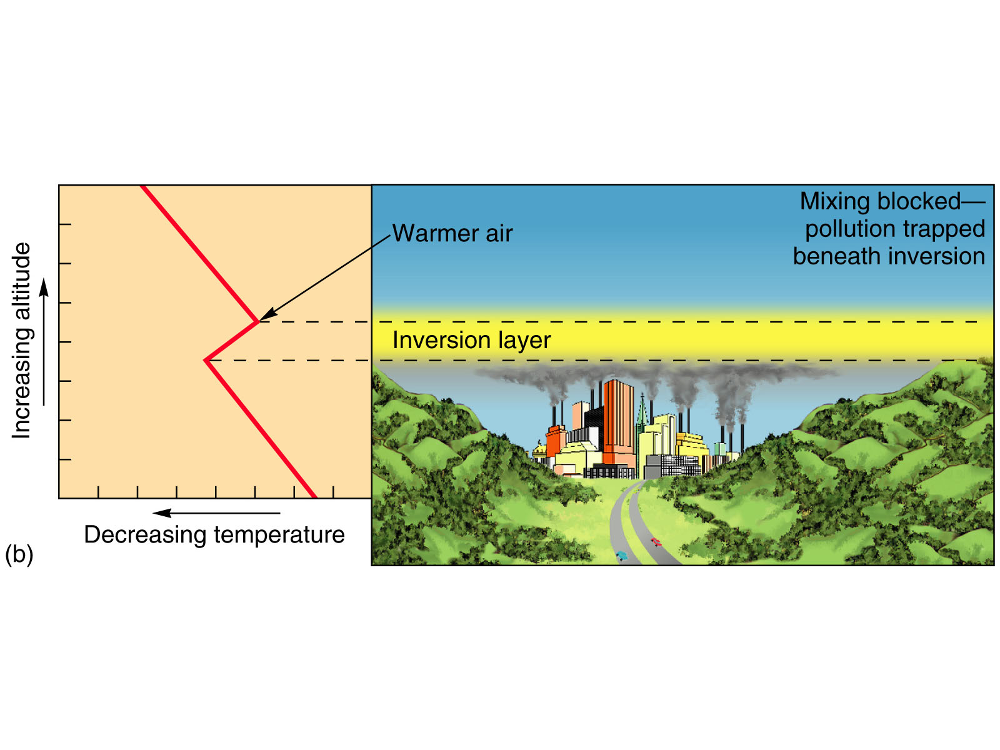 Mixing blocked—
pollution trapped
beneath inversion
Warmer air
Inversion layer
Increasing altitude
Decreasing temperature
(b)